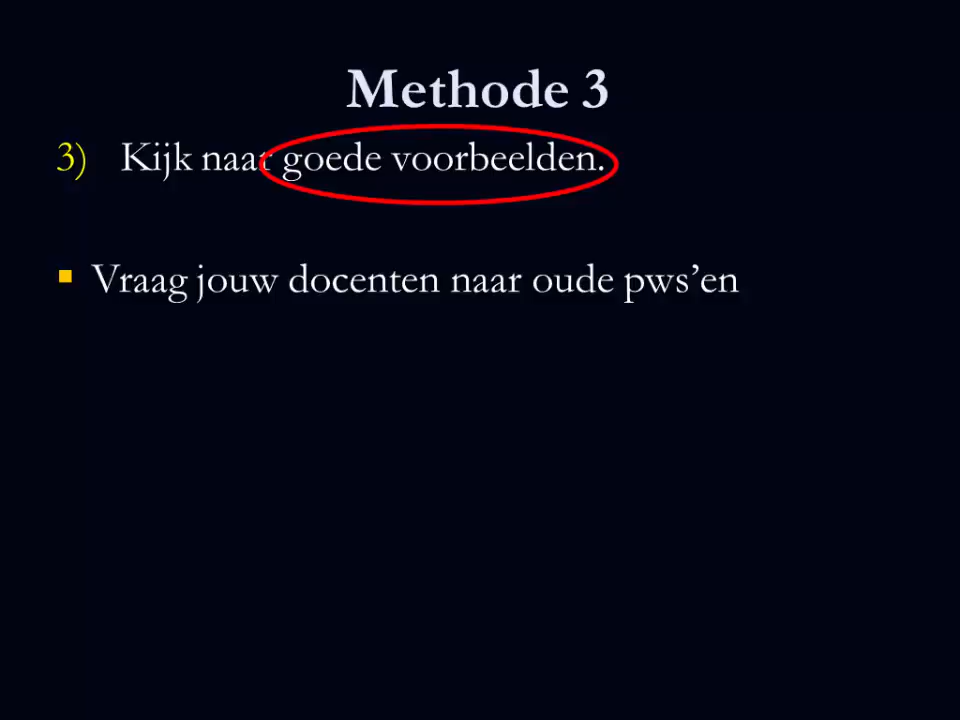 Methode 3
3) Kijk naar goede voorbeelden.
▪ Vraag jouw docenten naar oude pws’en